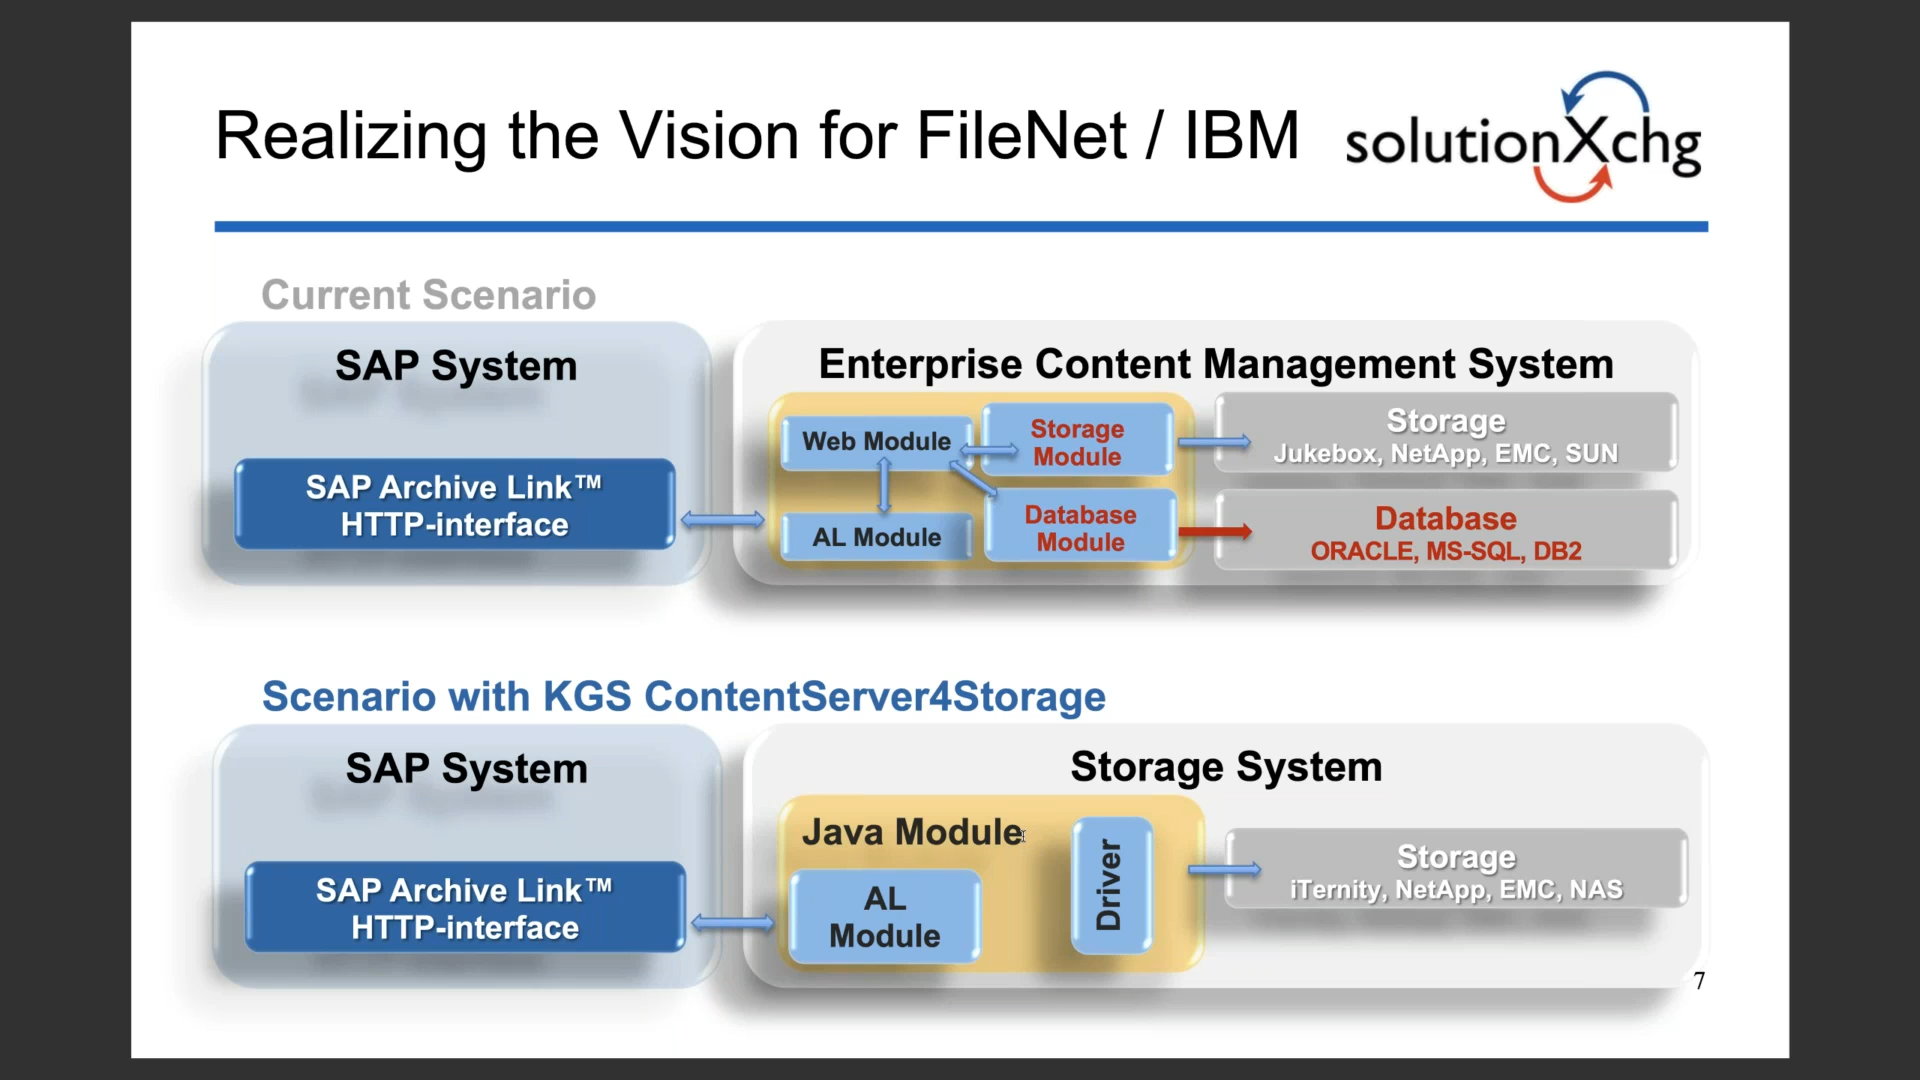 Realizing the Vision for FileNet / IBM
solutionXchg
Current Scenario
SAP System
SAP Archive Link™
HTTP-interface
Enterprise Content Management System
Web Module
Storage
Module
AL Module
Database
Module
Storage
Jukebox, NetApp, EMC, SUN
Database
ORACLE, MS-SQL, DB2
Scenario with KGS ContentServer4Storage
SAP System
SAP Archive Link™
HTTP-interface
Storage System
Java Module
AL
Module
Driver
Storage
iTernity, NetApp, EMC, NAS
7